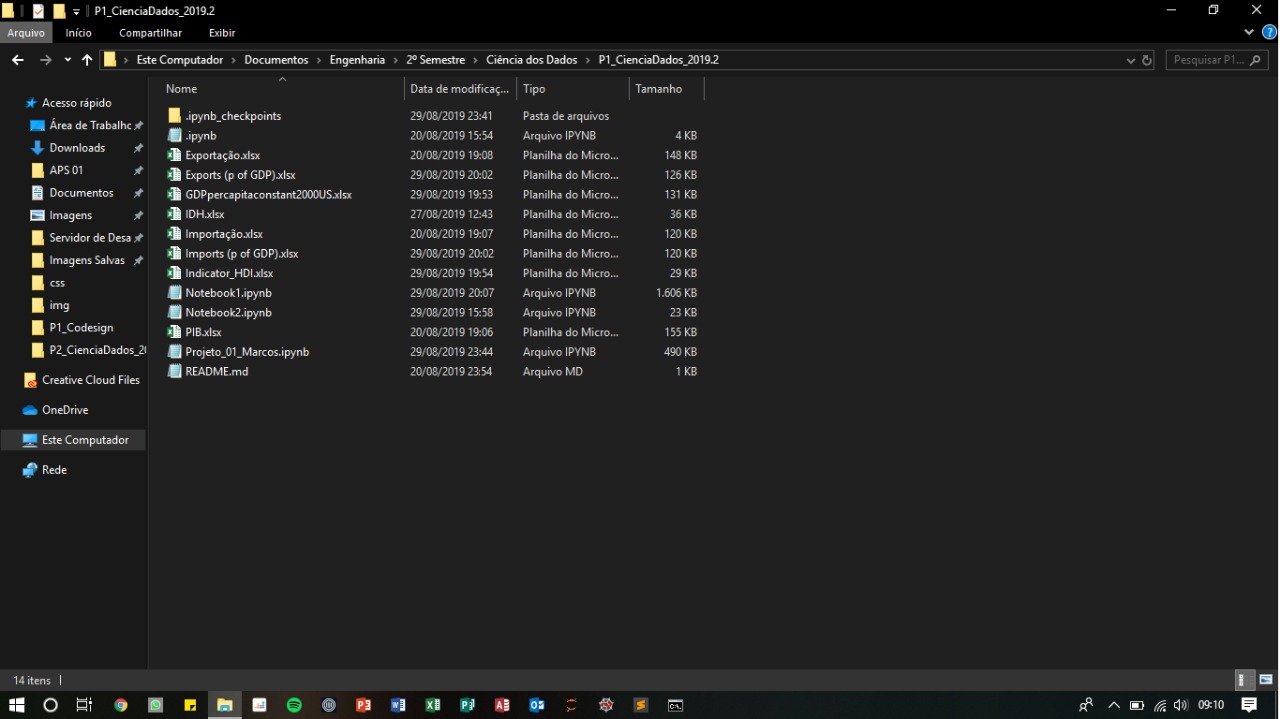 P1_CienciaDados_2019.2
Arquivo Início Compartilhar Exibir
Este Computador Documentos Engenharia 2º Semestre Ciência dos Dados P1_CienciaDados_2019.2 Pesquisar P1...
Nome Data de modificaç... Tipo Tamanho
.ipynb_checkpoints 29/08/2019 23:41 Pasta de arquivos
.ipynb 20/08/2019 15:54 Arquivo IPYNB 4 KB
Exportação.xlsx 20/08/2019 19:08 Planilha do Micro... 148 KB
Exports (p of GDP).xlsx 29/08/2019 20:02 Planilha do Micro... 126 KB
GDPpercapitaconstant2000US.xlsx 29/08/2019 19:53 Planilha do Micro... 131 KB
IDH.xlsx 27/08/2019 12:43 Planilha do Micro... 36 KB
Importação.xlsx 20/08/2019 19:07 Planilha do Micro... 120 KB
Imports (p of GDP).xlsx 29/08/2019 20:02 Planilha do Micro... 120 KB
Indicator_HDI.xlsx 29/08/2019 19:54 Planilha do Micro... 29 KB
Notebook1.ipynb 29/08/2019 20:07 Arquivo IPYNB 1.606 KB
Notebook2.ipynb 29/08/2019 15:58 Arquivo IPYNB 23 KB
PIB.xlsx 20/08/2019 19:06 Planilha do Micro... 155 KB
Projeto_01_Marcos.ipynb 29/08/2019 23:44 Arquivo IPYNB 490 KB
README.md 20/08/2019 23:54 Arquivo MD 1 KB
Acesso rápido
Área de Trabalho
Downloads
APS 01
Documentos
Imagens
Servidor de Desa
Imagens Salvas
css
img
P1_Codesign
P2_CienciaDados_20
Creative Cloud Files
OneDrive
Este Computador
Rede
14 itens
09:10